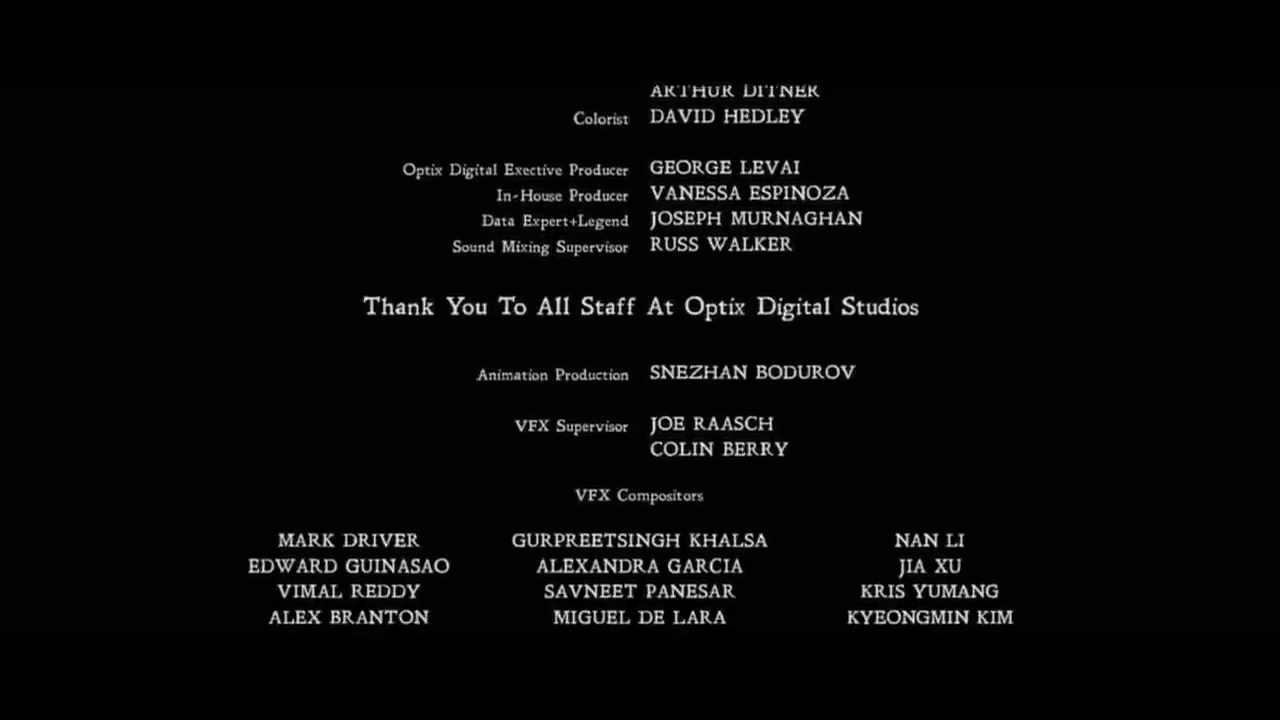 ARTHUR DITNER
Colorist DAVID HEDLEY
Optix Digital Exective Producer GEORGE LEVAI
In-House Producer VANESSA ESPINOZA
Data Expert+Legend JOSEPH MURNAGHAN
Sound Mixing Supervisor RUSS WALKER
Thank You To All Staff At Optix Digital Studios
Animation Production SNEZHAN BODUROV
VFX Supervisor JOE RAASCH
COLIN BERRY
VFX Compositors
MARK DRIVER GURPREETSINGH KHALSA NAN LI
EDWARD GUINASAO ALEXANDRA GARCIA JIA XU
VIMAL REDDY SAVNEET PANESAR KRIS YUMANG
ALEX BRANTON MIGUEL DE LARA KYEONGMIN KIM